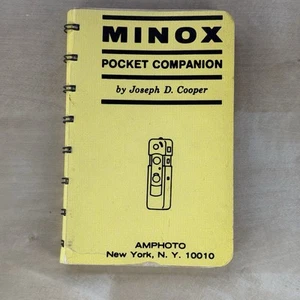 MINOX
POCKET COMPANION
by Joseph D. Cooper
AMPHOTO
New York, N. Y. 10010